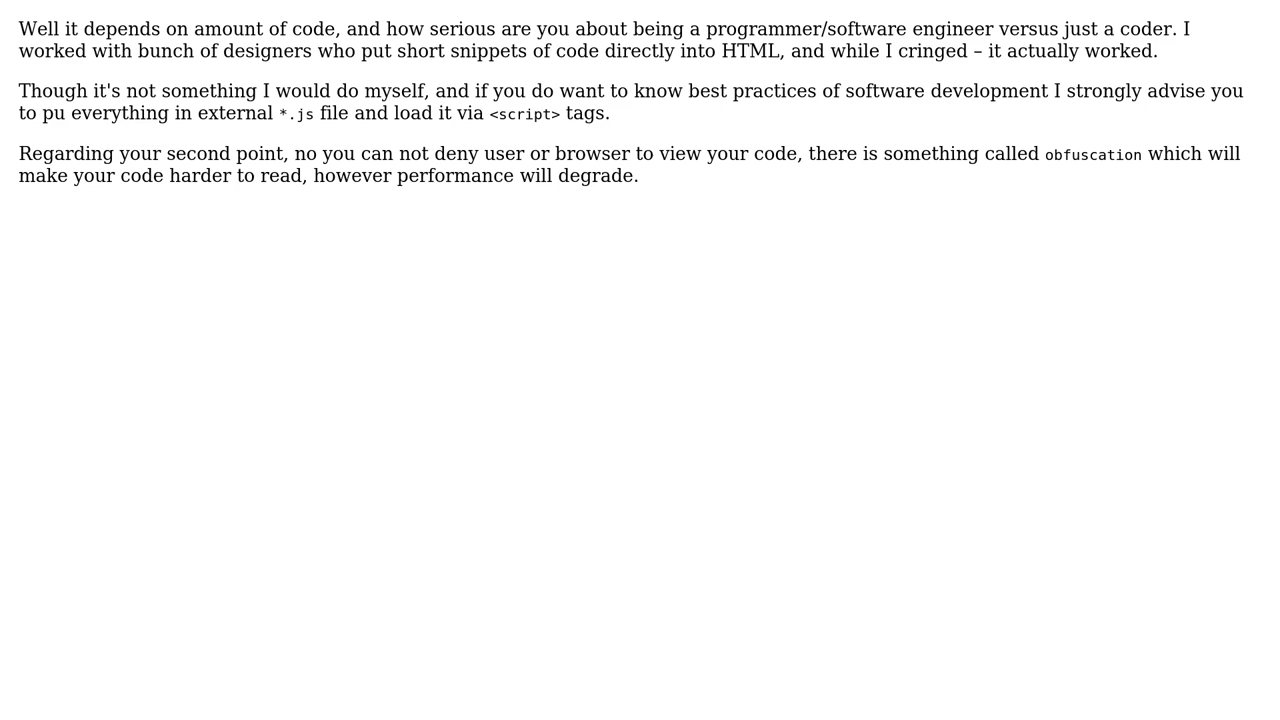 Well it depends on amount of code, and how serious are you about being a programmer/software engineer versus just a coder. I
worked with bunch of designers who put short snippets of code directly into HTML, and while I cringed – it actually worked.
Though it's not something I would do myself, and if you do want to know best practices of software development I strongly advise you
to pu everything in external *.js file and load it via <script> tags.
Regarding your second point, no you can not deny user or browser to view your code, there is something called obfuscation which will
make your code harder to read, however performance will degrade.